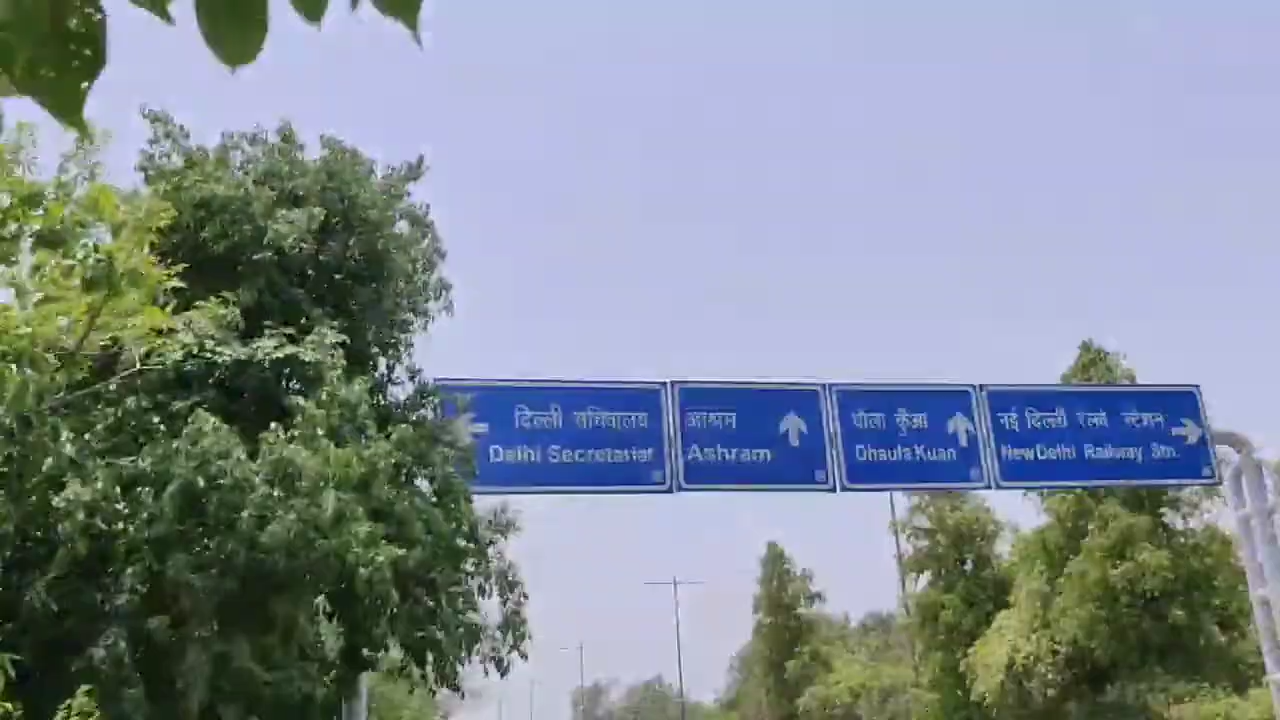 दिल्ली सचिवालय
Delhi Secretariat
आश्रम
Ashram
धौला कुँआ
Dhaula Kuan
नई दिल्ली रेलवे स्टेशन
New Delhi Railway Stn.